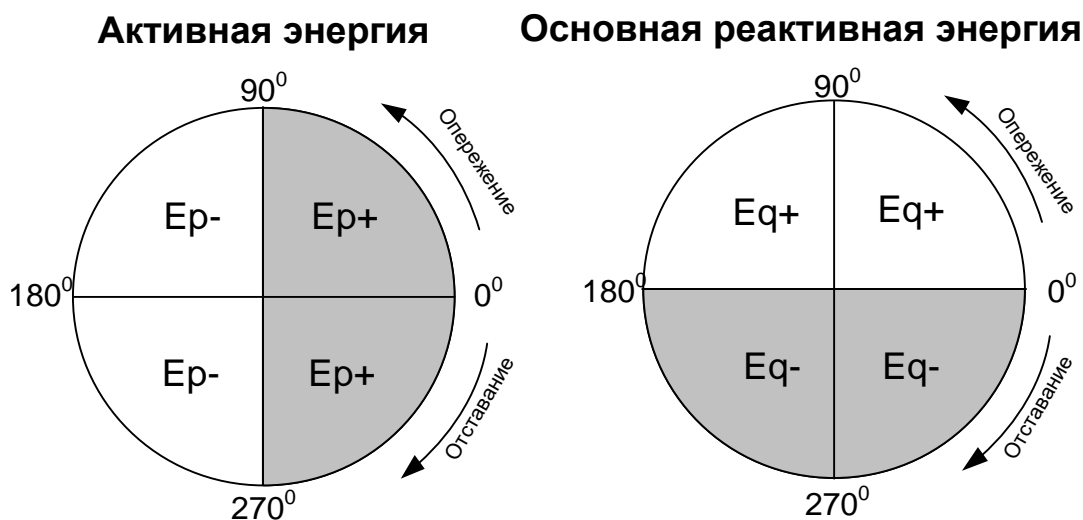 Активная энергия
Основная реактивная энергия
90⁰
Ep-
Ep+
180⁰
0⁰
Ep-
Ep+
270⁰
Опережение
Отставание
90⁰
Eq+
Eq+
180⁰
0⁰
Eq-
Eq-
270⁰
Опережение
Отставание